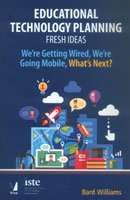 EDUCATIONAL
TECHNOLOGY PLANNING
FRESH IDEAS
We're Getting Wired, We're
Going Mobile, What's Next?
iste
Bard Williams